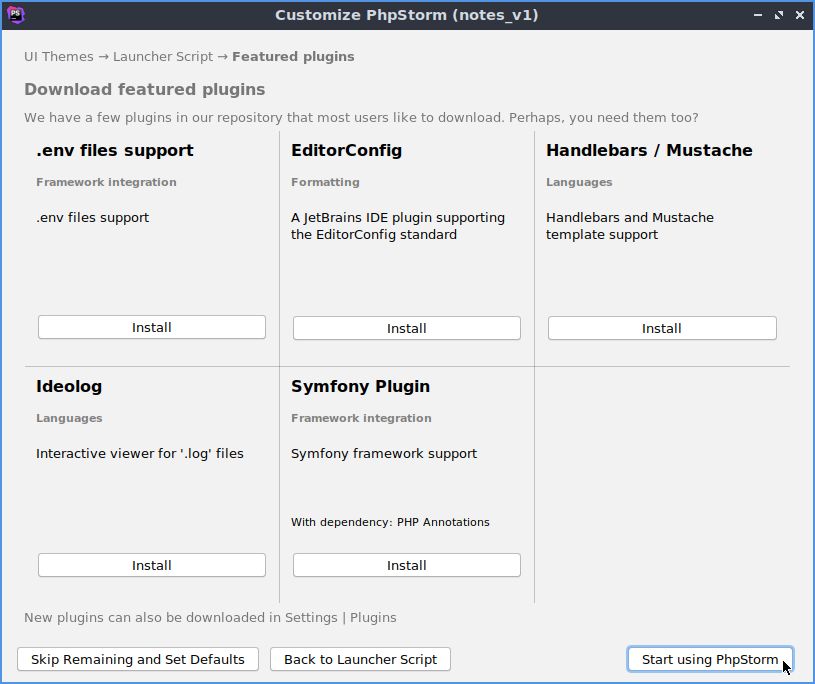 PS
Customize PhpStorm (notes_v1)
UI Themes → Launcher Script → Featured plugins
Download featured plugins
We have a few plugins in our repository that most users like to download. Perhaps, you need them too?
.env files support
Framework integration
.env files support
Install
EditorConfig
Formatting
A JetBrains IDE plugin supporting
the EditorConfig standard
Install
Handlebars / Mustache
Languages
Handlebars and Mustache
template support
Install
Ideolog
Languages
Interactive viewer for '.log' files
Install
Symfony Plugin
Framework integration
Symfony framework support
With dependency: PHP Annotations
Install
New plugins can also be downloaded in Settings | Plugins
Skip Remaining and Set Defaults
Back to Launcher Script
Start using PhpStorm